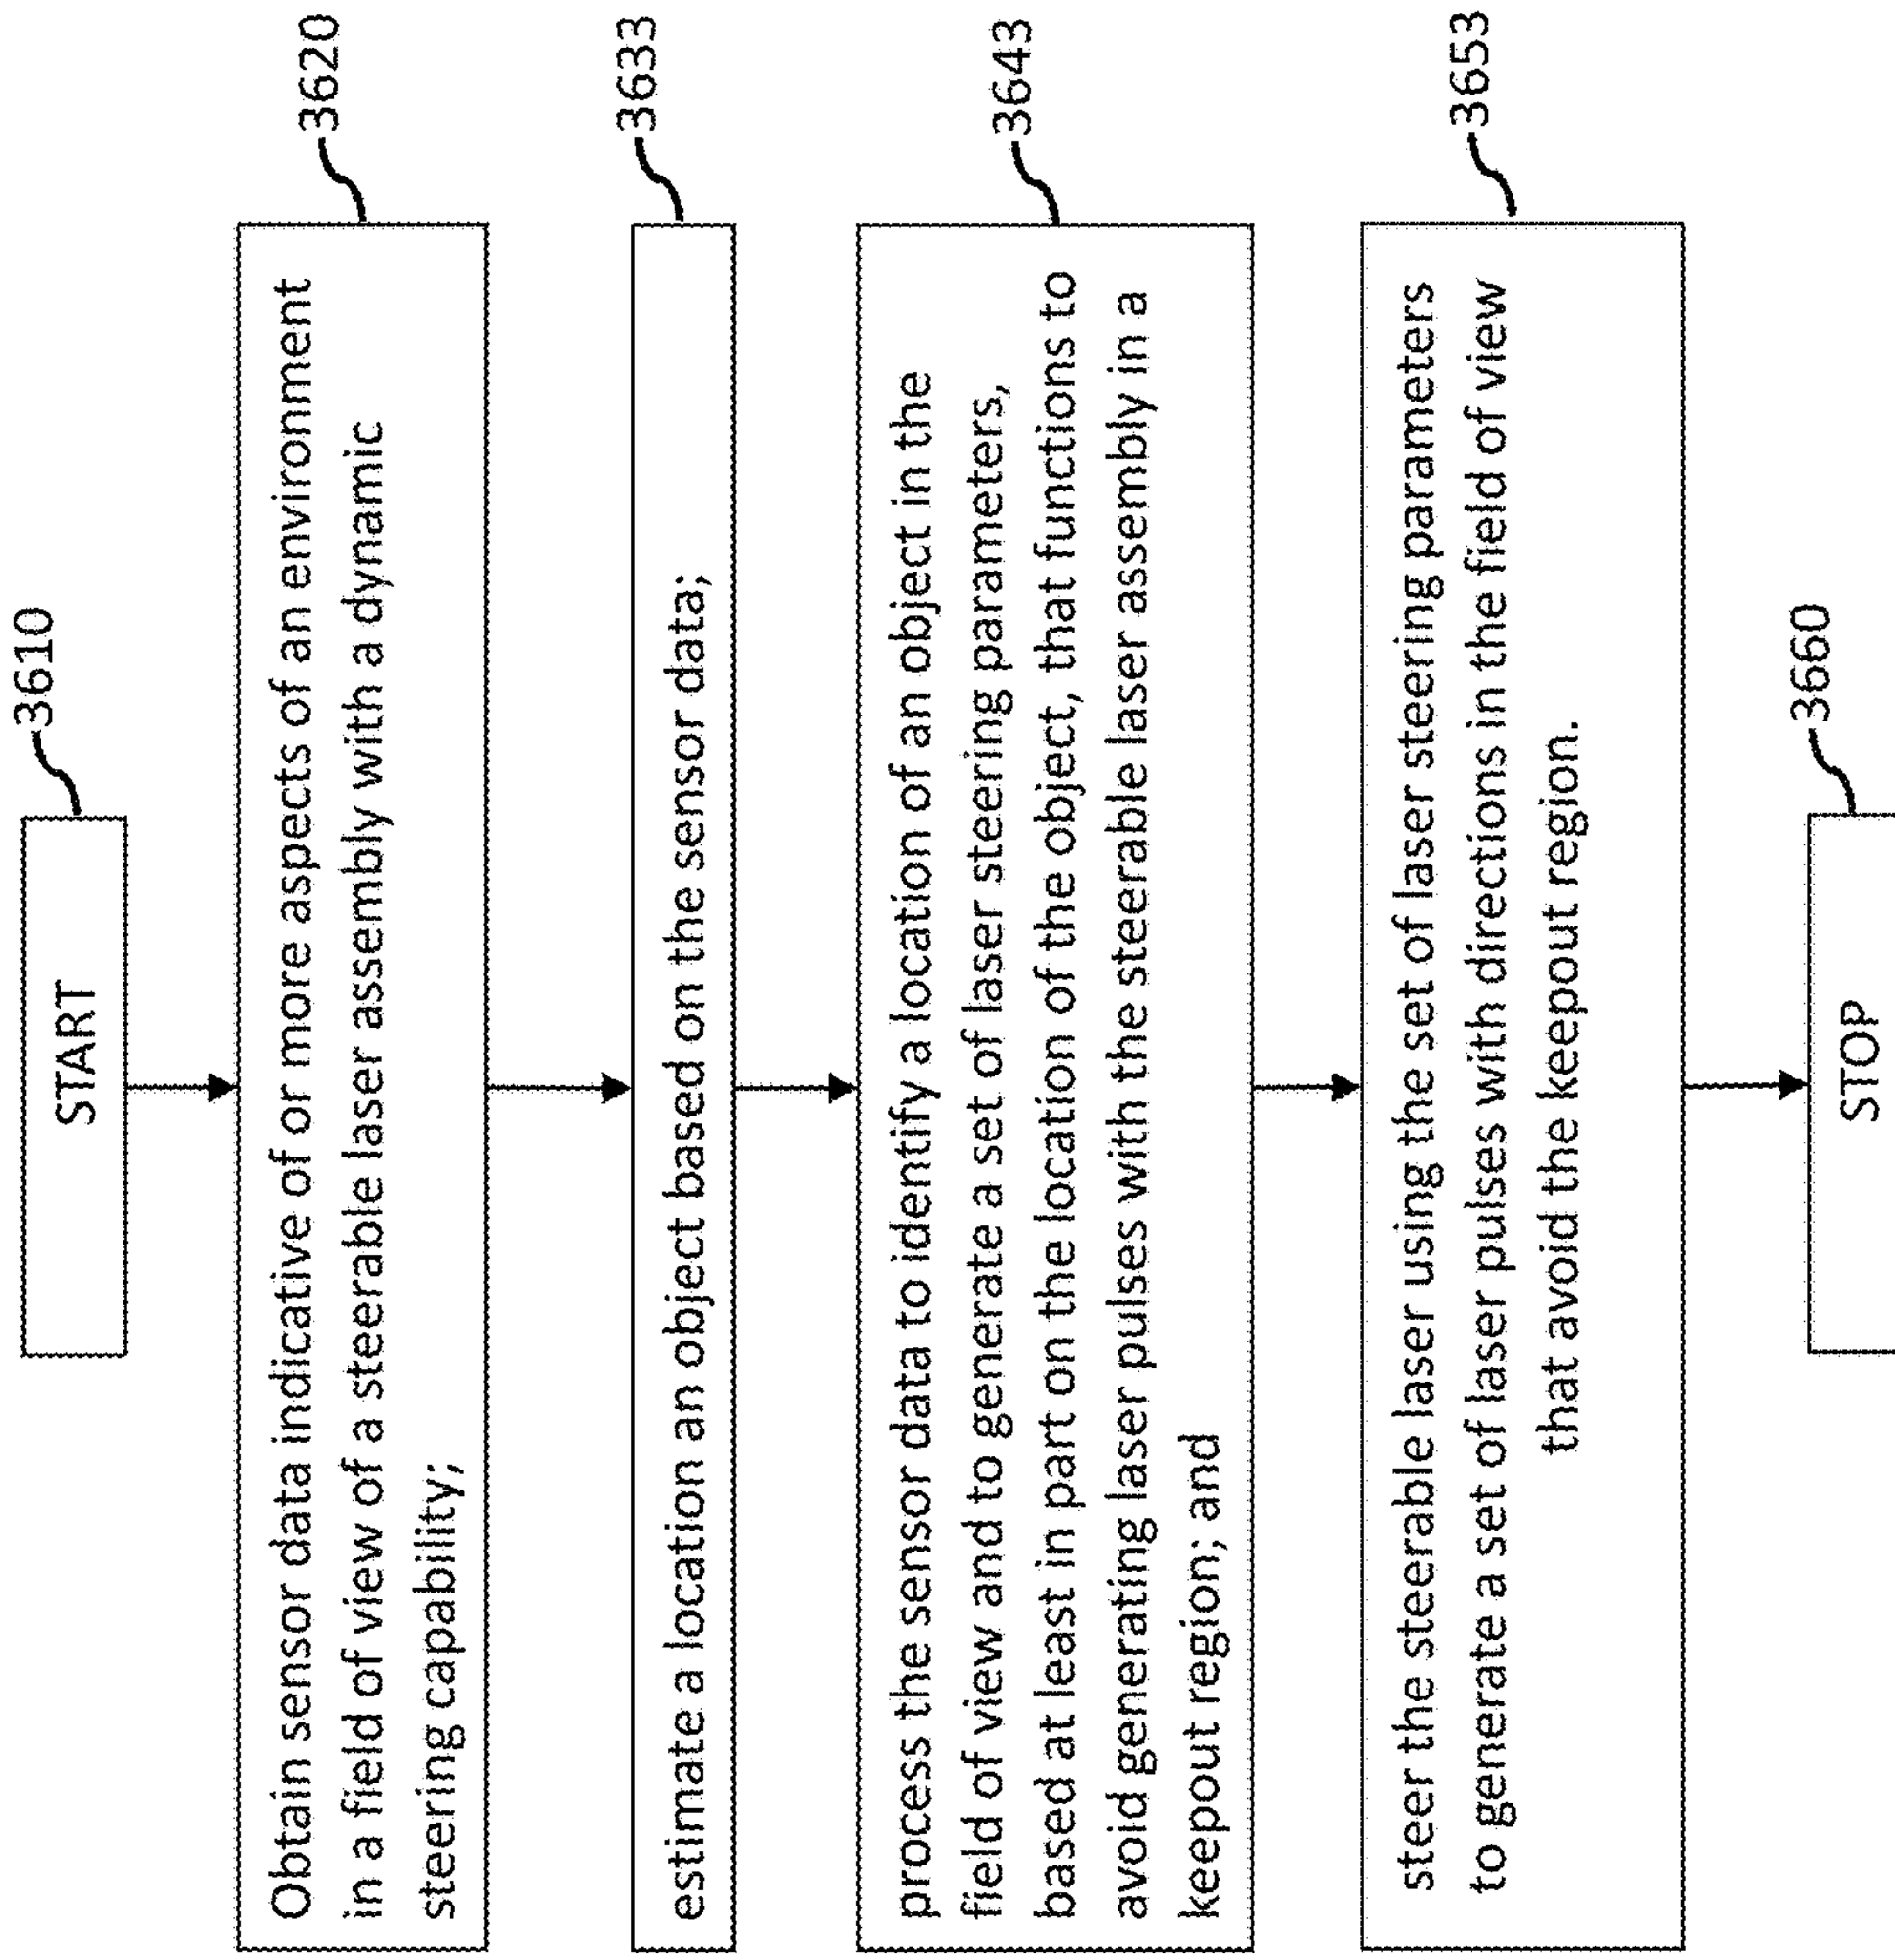 3610
START
3620
Obtain sensor data indicative of or more aspects of an environment
in a field of view of a steerable laser assembly with a dynamic
steering capability;
3633
estimate a location an object based on the sensor data;
3643
process the sensor data to identify a location of an object in the
field of view and to generate a set of laser steering parameters,
based at least in part on the location of the object, that functions to
avoid generating laser pulses with the steerable laser assembly in a
keepout region; and
3653
steer the steerable laser using the set of laser steering parameters
to generate a set of laser pulses with directions in the field of view
that avoid the keepout region.
3660
STOP